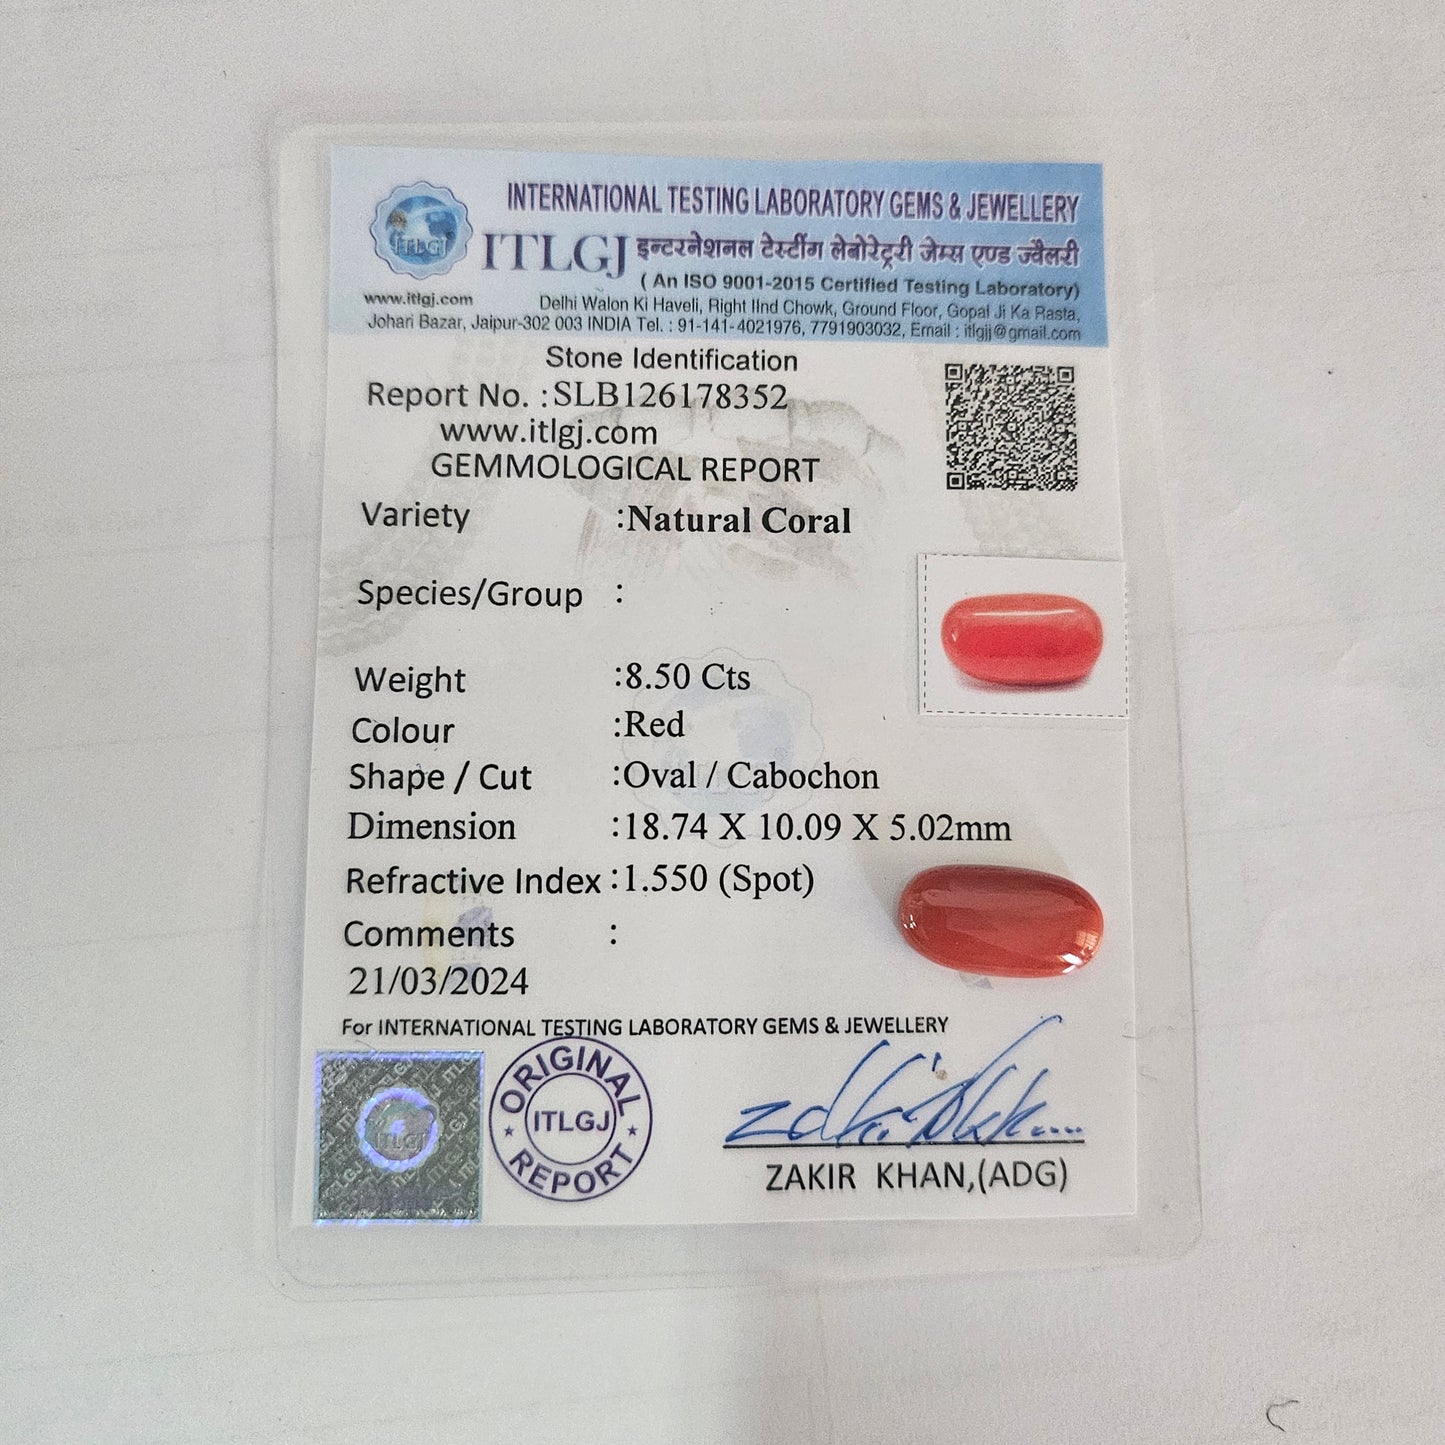 INTERNATIONAL TESTING LABORATORY GEMS & JEWELLERY
ITLGJ
ITLGJ इन्टरनेशनल टेस्टींग लेबोरेट्ररी जेम्स एण्ड ज्वैलरी
( An ISO 9001-2015 Certified Testing Laboratory)
www.itlgj.com Delhi Walon Ki Haveli, Right IInd Chowk, Ground Floor, Gopal Ji Ka Rasta,
Johari Bazar, Jaipur-302 003 INDIA Tel. : 91-141-4021976, 7791903032, Email : itlgjj@gmail.com
Stone Identification
Report No. :SLB126178352
www.itlgj.com
GEMMOLOGICAL REPORT
Variety :Natural Coral
Species/Group :
Weight :8.50 Cts
Colour :Red
Shape / Cut :Oval / Cabochon
Dimension :18.74 X 10.09 X 5.02mm
Refractive Index :1.550 (Spot)
Comments :
21/03/2024
For INTERNATIONAL TESTING LABORATORY GEMS & JEWELLERY
ITLGJ
ORIGINAL
ITLGJ
REPORT
ZAKIR KHAN,(ADG)